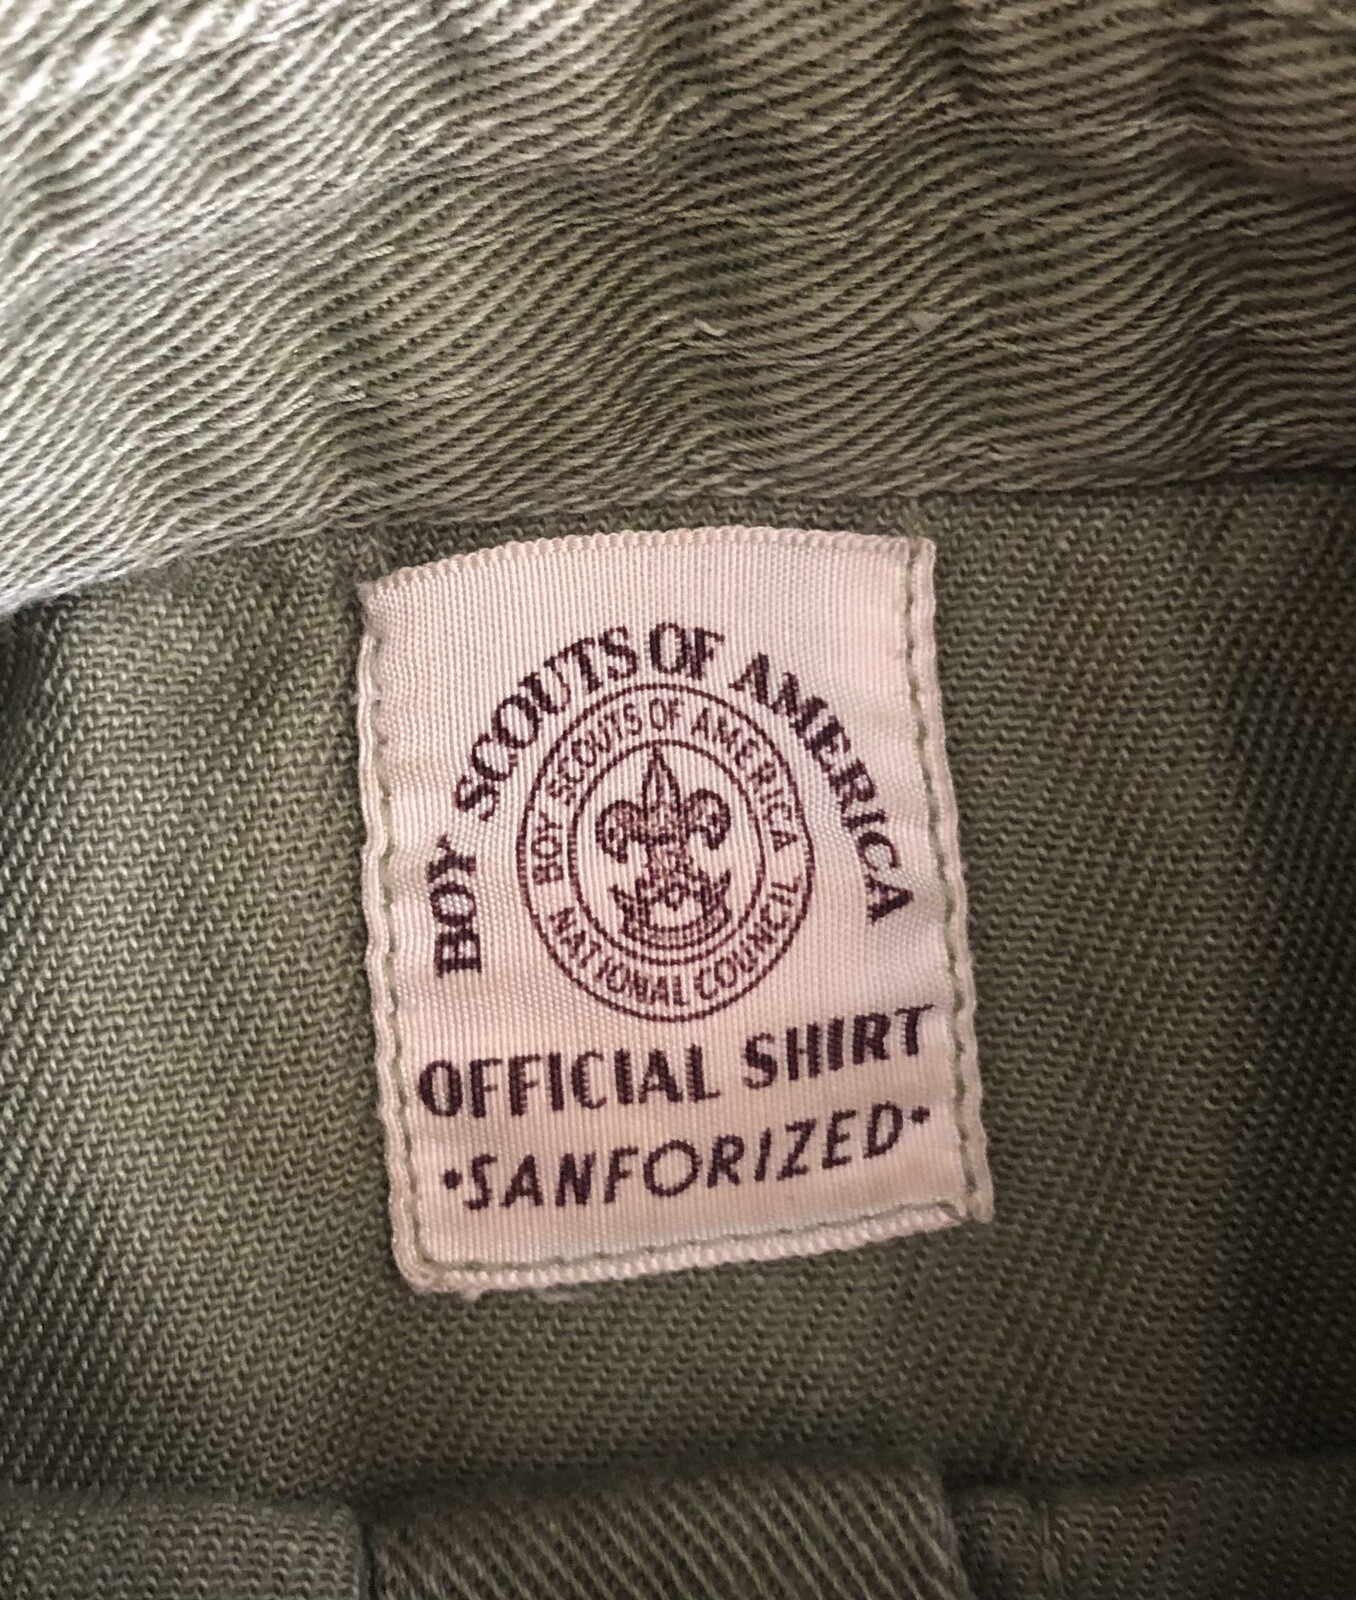 BOY SCOUTS OF AMERICA
BOY SCOUTS OF AMERICA
NATIONAL COUNCIL
OFFICIAL SHIRT
•SANFORIZED•